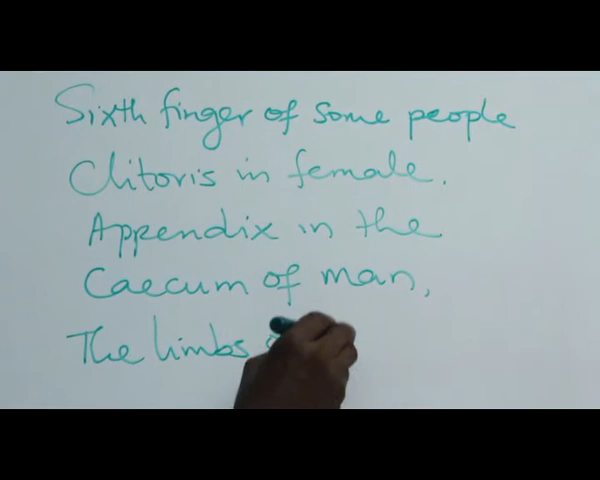 Sixth finger of some people
Clitoris in female.
Appendix in the
Caecum of man,
The limbs